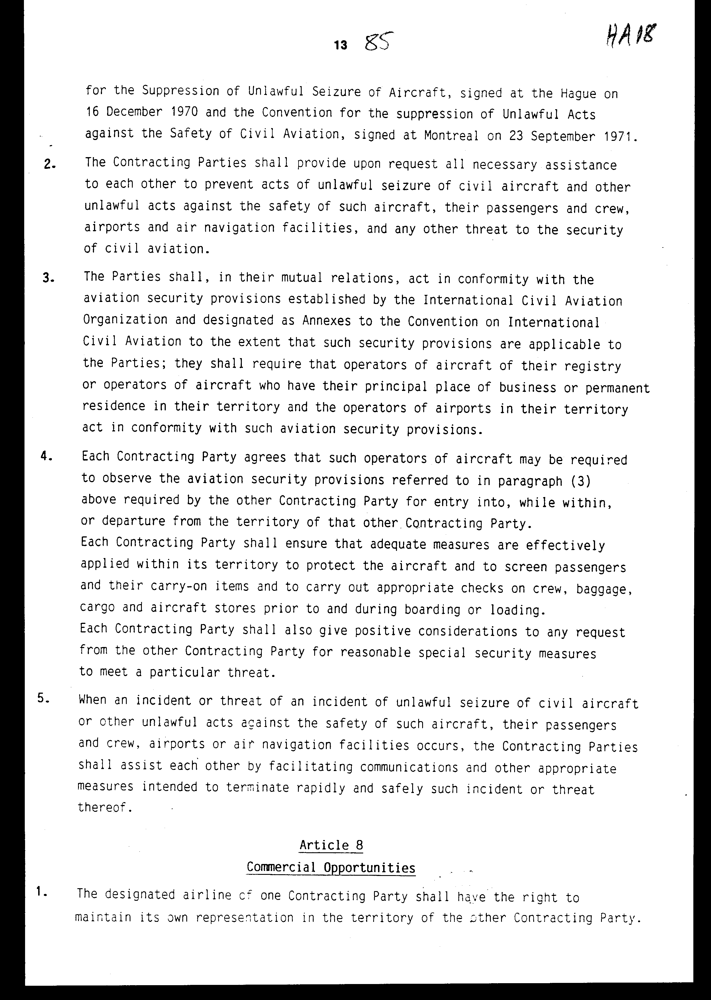 13 85 HA18
for the Suppression of Unlawful Seizure of Aircraft, signed at the Hague on
16 December 1970 and the Convention for the suppression of Unlawful Acts
against the Safety of Civil Aviation, signed at Montreal on 23 September 1971.
2. The Contracting Parties shall provide upon request all necessary assistance
to each other to prevent acts of unlawful seizure of civil aircraft and other
unlawful acts against the safety of such aircraft, their passengers and crew,
airports and air navigation facilities, and any other threat to the security
of civil aviation.
3. The Parties shall, in their mutual relations, act in conformity with the
aviation security provisions established by the International Civil Aviation
Organization and designated as Annexes to the Convention on International
Civil Aviation to the extent that such security provisions are applicable to
the Parties; they shall require that operators of aircraft of their registry
or operators of aircraft who have their principal place of business or permanent
residence in their territory and the operators of airports in their territory
act in conformity with such aviation security provisions.
4. Each Contracting Party agrees that such operators of aircraft may be required
to observe the aviation security provisions referred to in paragraph (3)
above required by the other Contracting Party for entry into, while within,
or departure from the territory of that other Contracting Party.
Each Contracting Party shall ensure that adequate measures are effectively
applied within its territory to protect the aircraft and to screen passengers
and their carry-on items and to carry out appropriate checks on crew, baggage,
cargo and aircraft stores prior to and during boarding or loading.
Each Contracting Party shall also give positive considerations to any request
from the other Contracting Party for reasonable special security measures
to meet a particular threat.
5. When an incident or threat of an incident of unlawful seizure of civil aircraft
or other unlawful acts against the safety of such aircraft, their passengers
and crew, airports or air navigation facilities occurs, the Contracting Parties
shall assist each other by facilitating communications and other appropriate
measures intended to terminate rapidly and safely such incident or threat
thereof.
Article 8
Commercial Opportunities
1. The designated airline of one Contracting Party shall have the right to
maintain its own representation in the territory of the other Contracting Party.